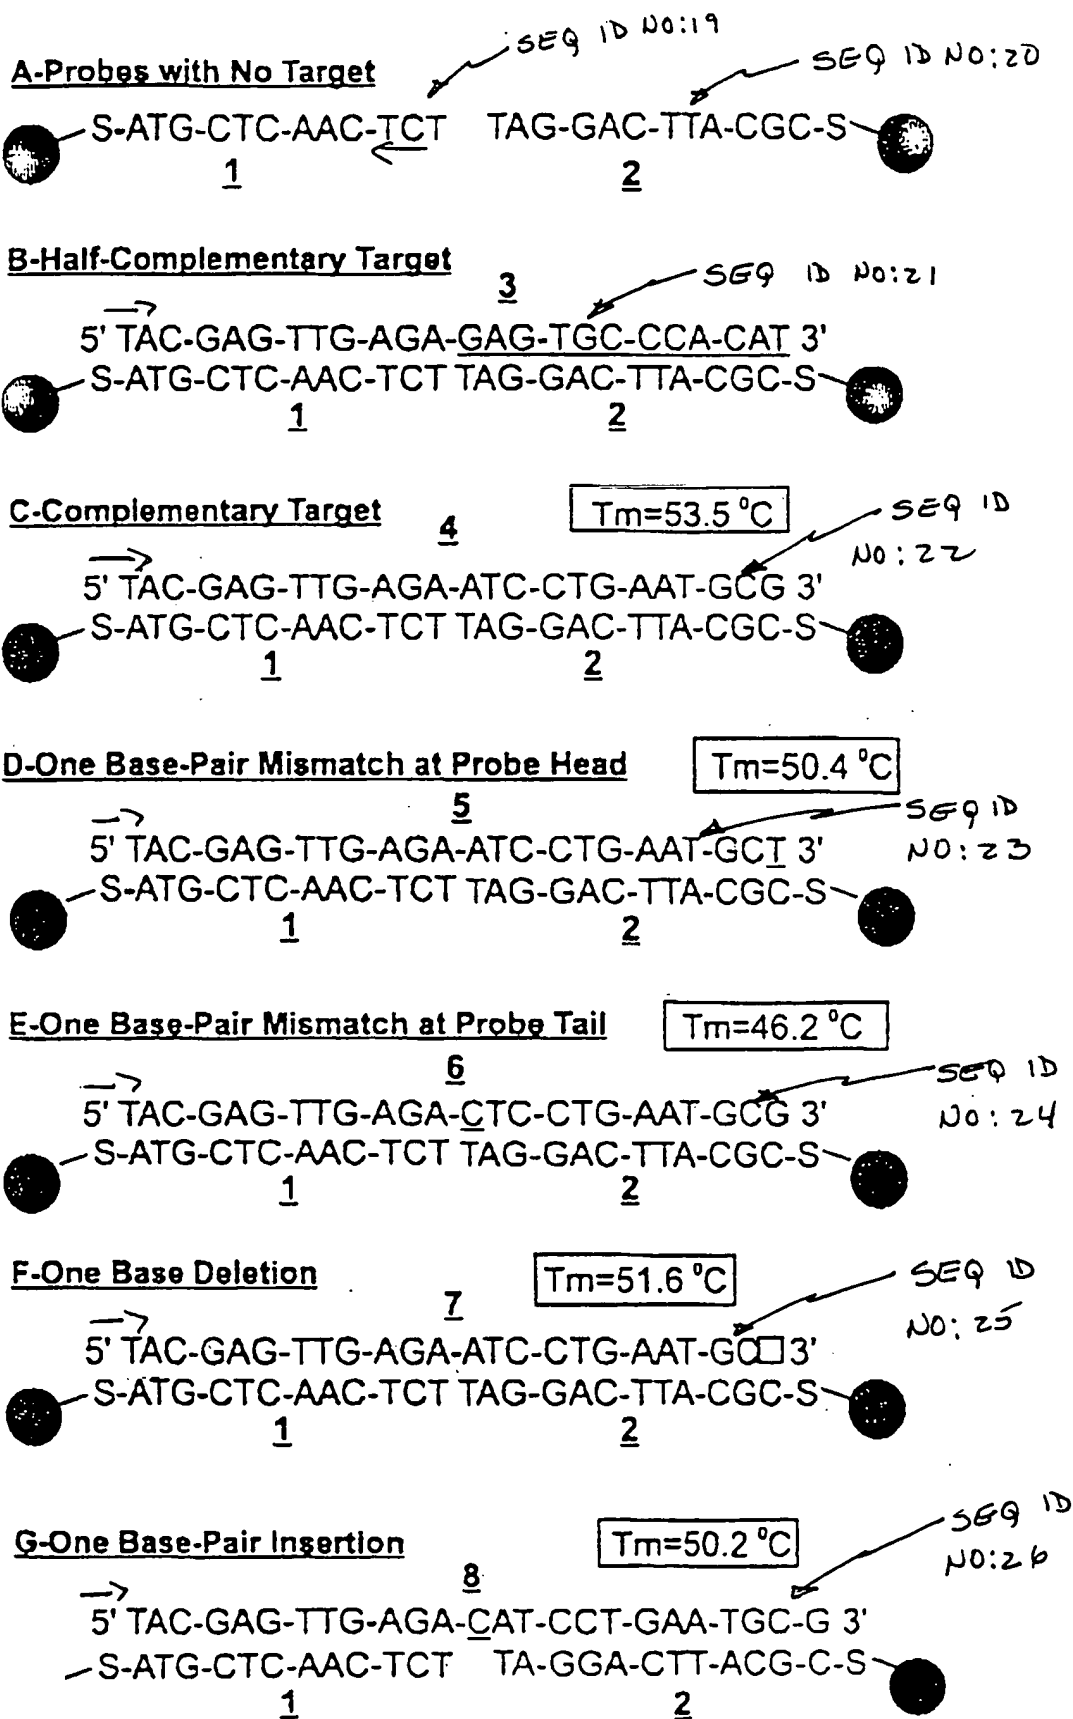 SEQ ID NO:19
SEQ ID NO:20
A-Probes with No Target
S-ATG-CTC-AAC-TCT TAG-GAC-TTA-CGC-S
1 2
B-Half-Complementary Target
3
SEQ ID NO:21
5' TAC-GAG-TTG-AGA-GAG-TGC-CCA-CAT 3'
S-ATG-CTC-AAC-TCT TAG-GAC-TTA-CGC-S
1 2
C-Complementary Target
4
Tm=53.5 °C
SEQ ID
NO:22
5' TAC-GAG-TTG-AGA-ATC-CTG-AAT-GCG 3'
S-ATG-CTC-AAC-TCT TAG-GAC-TTA-CGC-S
1 2
D-One Base-Pair Mismatch at Probe Head
Tm=50.4 °C
5
SEQ ID
NO:23
5' TAC-GAG-TTG-AGA-ATC-CTG-AAT-GCT 3'
S-ATG-CTC-AAC-TCT TAG-GAC-TTA-CGC-S
1 2
E-One Base-Pair Mismatch at Probe Tail
Tm=46.2 °C
6
SEQ ID
NO:24
5' TAC-GAG-TTG-AGA-CTC-CTG-AAT-GCG 3'
S-ATG-CTC-AAC-TCT TAG-GAC-TTA-CGC-S
1 2
F-One Base Deletion
Tm=51.6 °C
7
SEQ ID
NO:25
5' TAC-GAG-TTG-AGA-ATC-CTG-AAT-GC□ 3'
S-ATG-CTC-AAC-TCT TAG-GAC-TTA-CGC-S
1 2
G-One Base-Pair Insertion
Tm=50.2 °C
8
SEQ ID
NO:26
5' TAC-GAG-TTG-AGA-CAT-CCT-GAA-TGC-G 3'
S-ATG-CTC-AAC-TCT TA-GGA-CTT-ACG-C-S
1 2